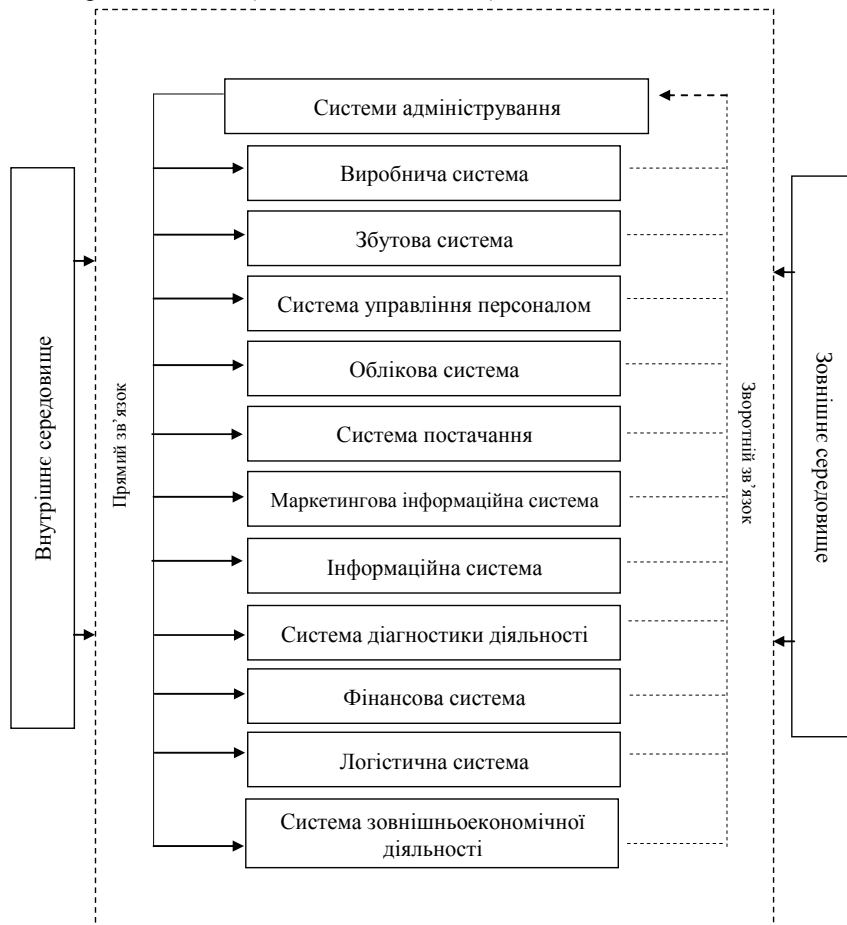 Системи адміністрування
Виробнича система
Збутова система
Система управління персоналом
Облікова система
Система постачання
Маркетингова інформаційна система
Інформаційна система
Система діагностики діяльності
Фінансова система
Логістична система
Система зовнішньоекономічної
діяльності
Внутрішнє середовище
Прямий зв’язок
Зворотній зв’язок
Зовнішнє середовище